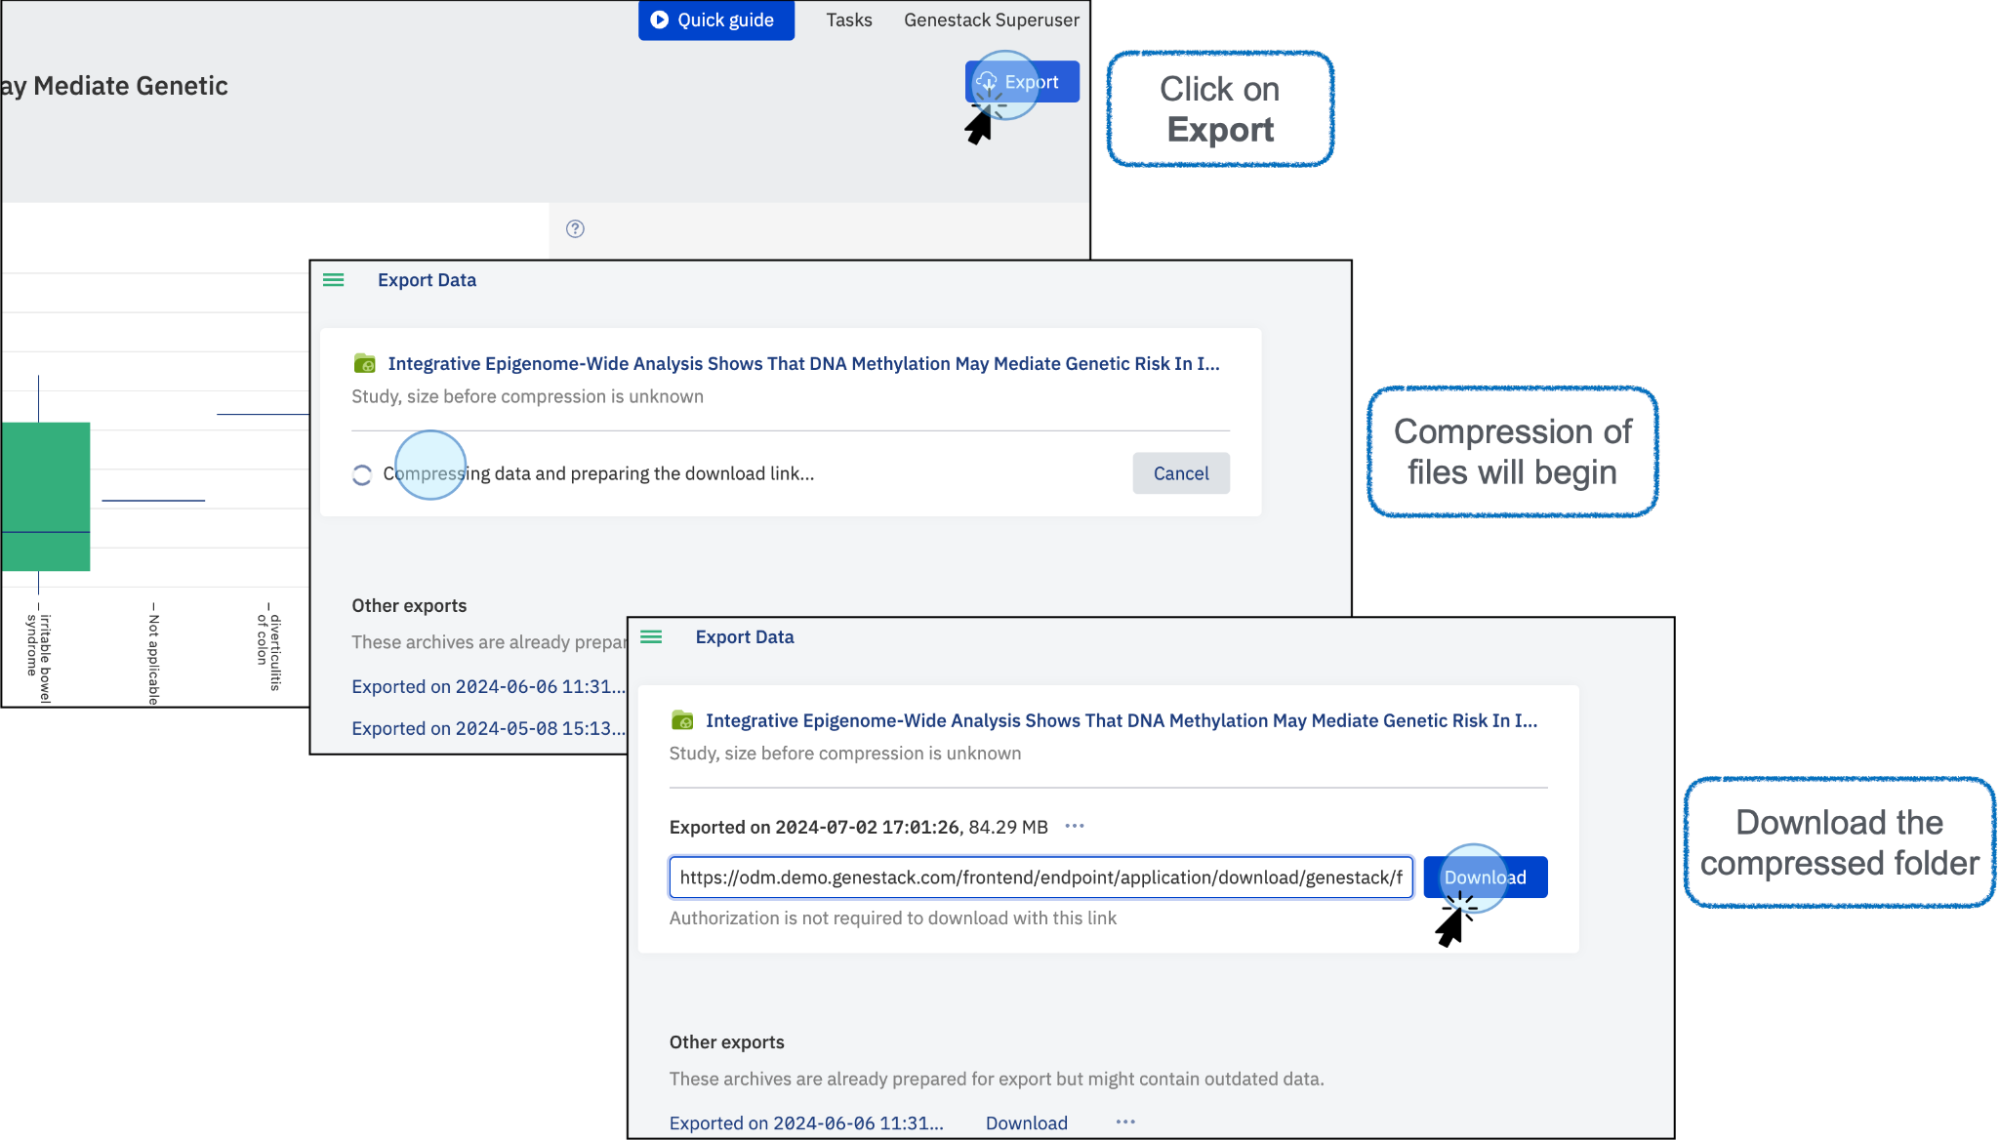 Quick guide
Tasks
Genestack Superuser
ay Mediate Genetic
Export
Click on
Export
?
irritable bowel
syndrome
Not applicable
diverticulitis
of colon
Export Data
Integrative Epigenome-Wide Analysis Shows That DNA Methylation May Mediate Genetic Risk In I...
Study, size before compression is unknown
Compressing data and preparing the download link...
Cancel
Compression of
files will begin
Other exports
These archives are already prepar
Exported on 2024-06-06 11:31...
Exported on 2024-05-08 15:13...
Export Data
Integrative Epigenome-Wide Analysis Shows That DNA Methylation May Mediate Genetic Risk In I...
Study, size before compression is unknown
Exported on 2024-07-02 17:01:26, 84.29 MB ...
https://odm.demo.genestack.com/frontend/endpoint/application/download/genestack/f
Download
Authorization is not required to download with this link
Download the
compressed folder
Other exports
These archives are already prepared for export but might contain outdated data.
Exported on 2024-06-06 11:31...
Download
...